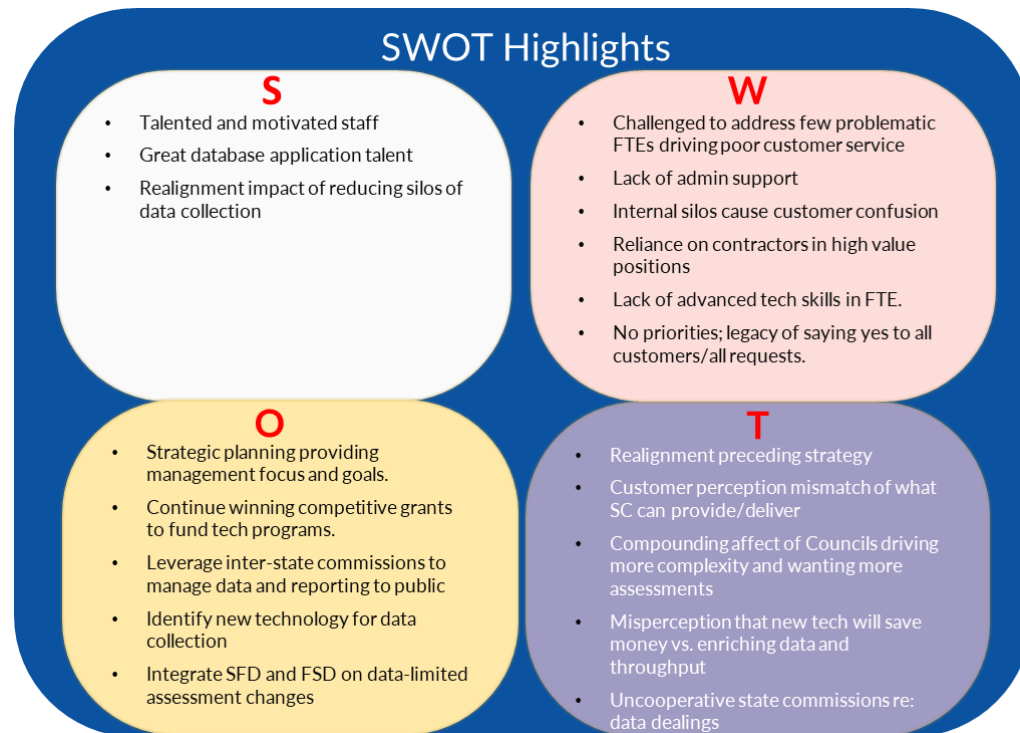 SWOT Highlights
S
• Talented and motivated staff
• Great database application talent
• Realignment impact of reducing silos of
data collection
W
• Challenged to address few problematic
FTEs driving poor customer service
• Lack of admin support
• Internal silos cause customer confusion
• Reliance on contractors in high value
positions
• Lack of advanced tech skills in FTE.
• No priorities; legacy of saying yes to all
customers/all requests.
O
• Strategic planning providing
management focus and goals.
• Continue winning competitive grants
to fund tech programs.
• Leverage inter-state commissions to
manage data and reporting to public
• Identify new technology for data
collection
• Integrate SFD and FSD on data-limited
assessment changes
T
• Realignment preceding strategy
• Customer perception mismatch of what
SC can provide/deliver
• Compounding affect of Councils driving
more complexity and wanting more
assessments
• Misperception that new tech will save
money vs. enriching data and
throughput
• Uncooperative state commissions re:
data dealings